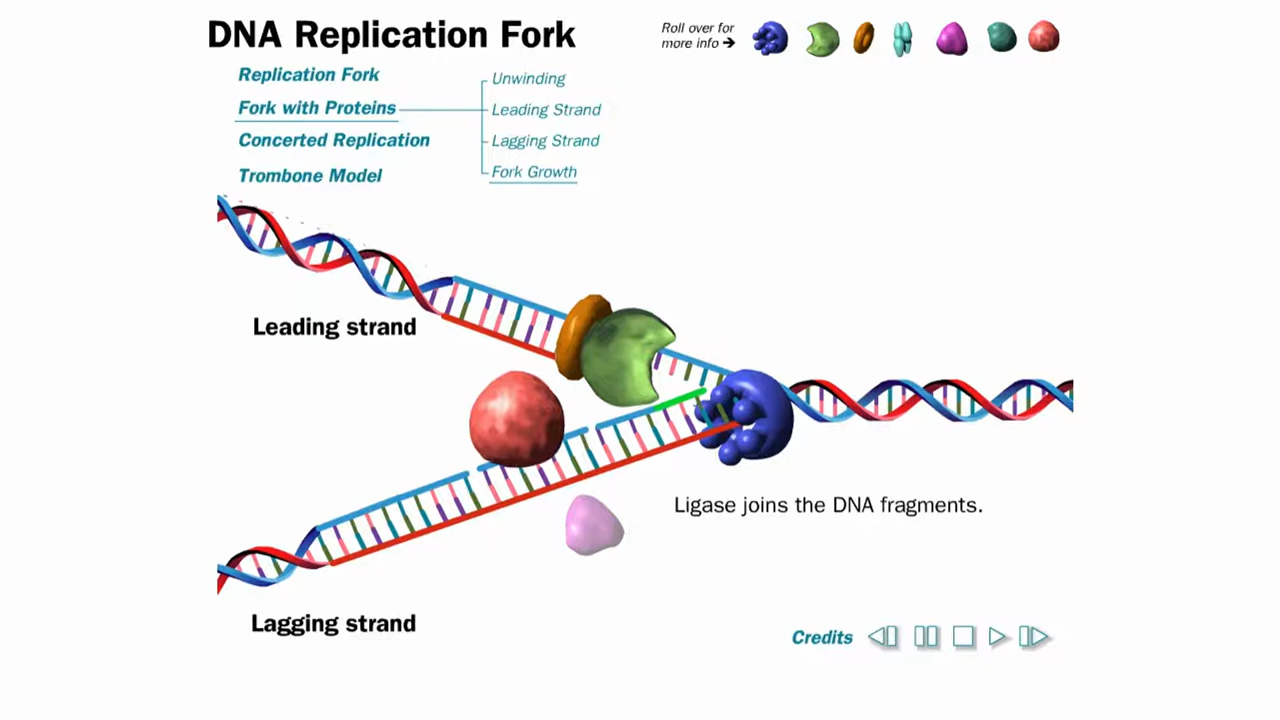 DNA Replication Fork
Roll over for
more info →
Replication Fork
Fork with Proteins
Concerted Replication
Trombone Model
Unwinding
Leading Strand
Lagging Strand
Fork Growth
Leading strand
Ligase joins the DNA fragments.
Lagging strand
Credits